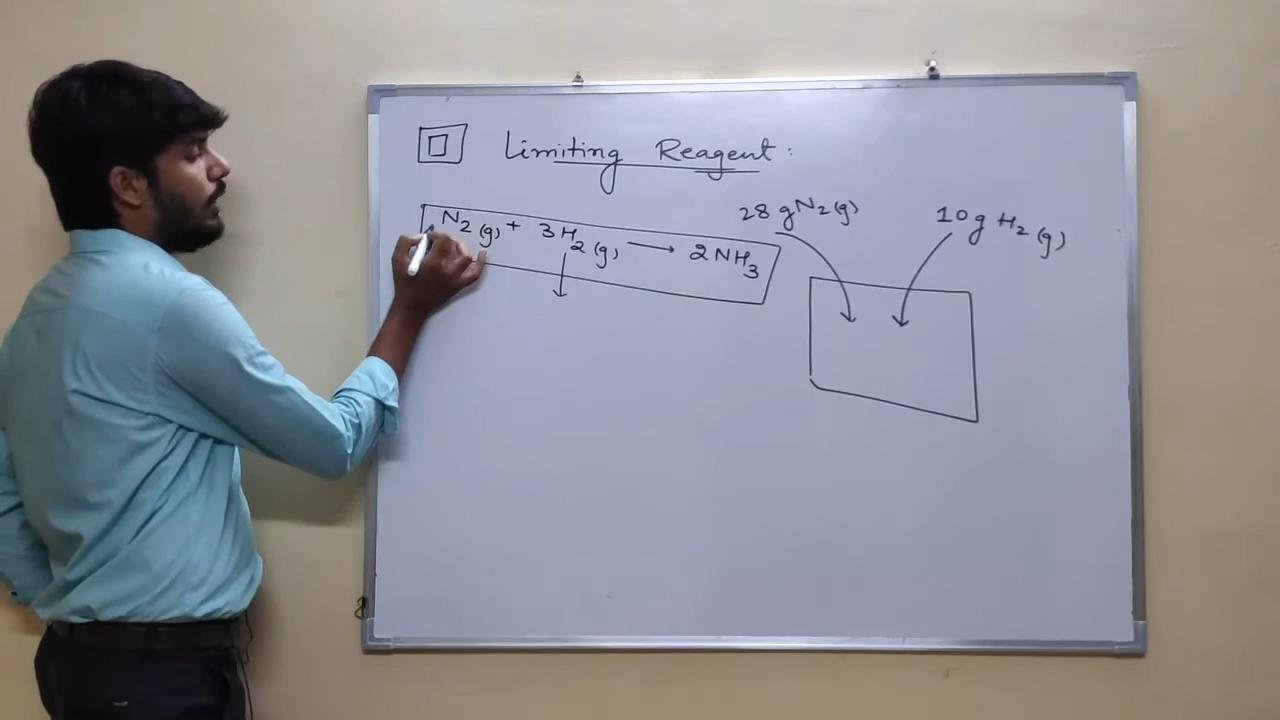 Limiting Reagent:
N2(g) + 3H2(g) → 2NH3
28 g N2(g)
10 g H2(g)